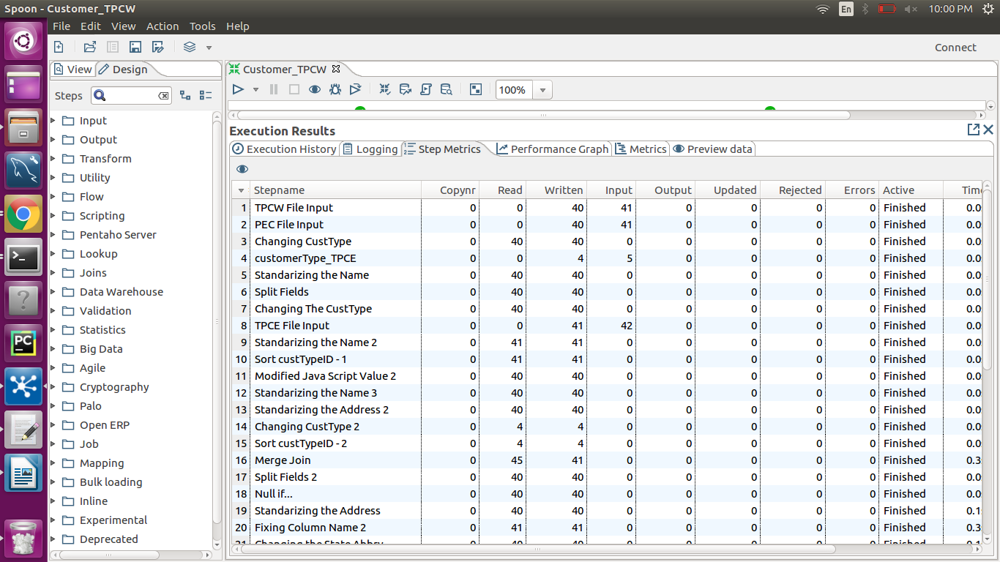 Spoon - Customer_TPCW En 10:00 PM
File Edit View Action Tools Help
Connect
View Design Customer_TPCW
Steps 100%
Input
Output
Transform
Utility
Flow
Scripting
Pentaho Server
Lookup
Joins
Data Warehouse
Validation
Statistics
Big Data
Agile
Cryptography
Palo
Open ERP
Job
Mapping
Bulk loading
Inline
Experimental
Deprecated
Execution Results
Execution History Logging Step Metrics Performance Graph Metrics Preview data
Stepname Copynr Read Written Input Output Updated Rejected Errors Active Time
1 TPCW File Input 0 0 40 41 0 0 0 0 Finished 0.0
2 PEC File Input 0 0 40 41 0 0 0 0 Finished 0.0
3 Changing CustType 0 40 40 0 0 0 0 0 Finished 0.0
4 customerType_TPCE 0 0 4 5 0 0 0 0 Finished 0.0
5 Standarizing the Name 0 40 40 0 0 0 0 0 Finished 0.0
6 Split Fields 0 40 40 0 0 0 0 0 Finished 0.0
7 Changing The CustType 0 40 40 0 0 0 0 0 Finished 0.0
8 TPCE File Input 0 0 41 42 0 0 0 0 Finished 0.0
9 Standarizing the Name 2 0 41 41 0 0 0 0 0 Finished 0.0
10 Sort custTypeID - 1 0 41 41 0 0 0 0 0 Finished 0.0
11 Modified Java Script Value 2 0 40 40 0 0 0 0 0 Finished 0.0
12 Standarizing the Name 3 0 40 40 0 0 0 0 0 Finished 0.0
13 Standarizing the Address 2 0 40 40 0 0 0 0 0 Finished 0.0
14 Changing CustType 2 0 4 4 0 0 0 0 0 Finished 0.0
15 Sort custTypeID - 2 0 4 4 0 0 0 0 0 Finished 0.0
16 Merge Join 0 45 41 0 0 0 0 0 Finished 0.3
17 Split Fields 2 0 40 40 0 0 0 0 0 Finished 0.0
18 Null if... 0 40 40 0 0 0 0 0 Finished 0.0
19 Standarizing the Address 0 40 40 0 0 0 0 0 Finished 0.1
20 Fixing Column Name 2 0 41 41 0 0 0 0 0 Finished 0.3
21 Changing the State Abbry 0 40 40 0 0 0 0 0 Finished
PC